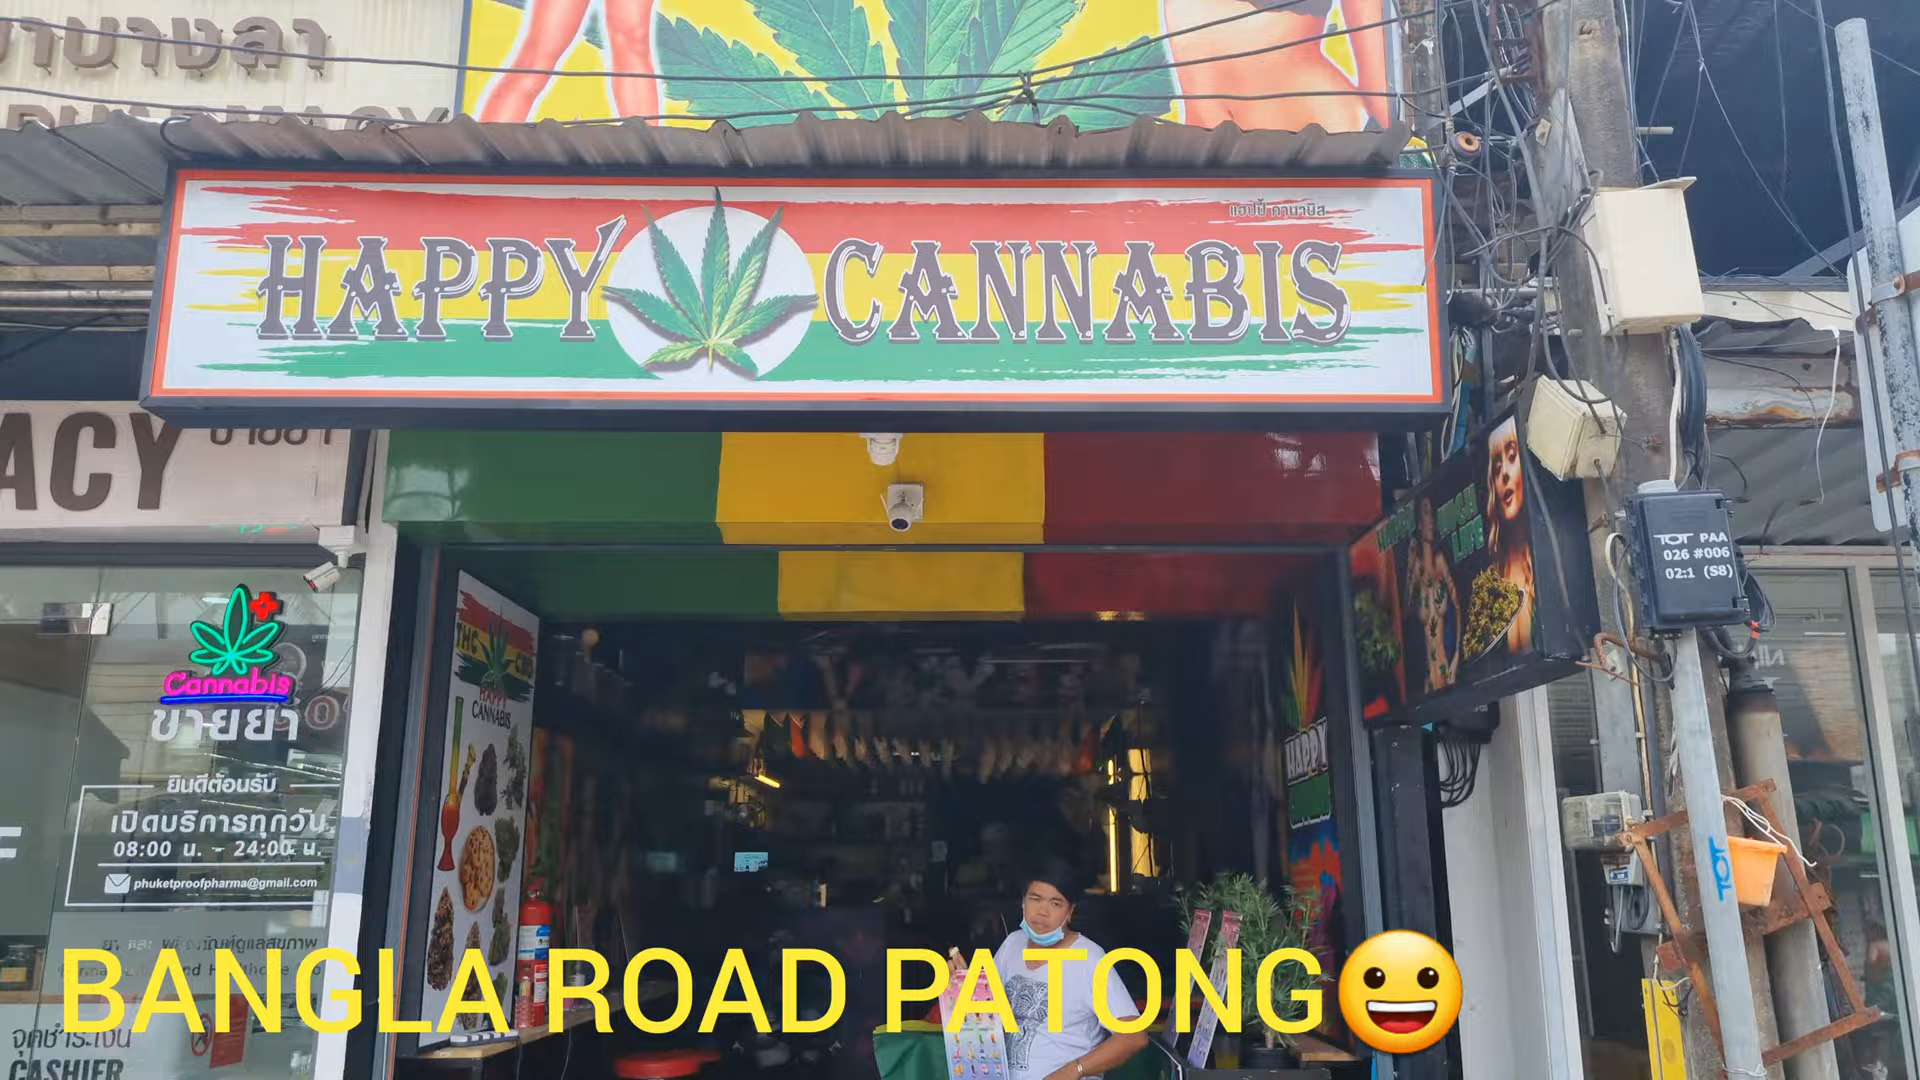 แฮปปี้ คานาบิส
HAPPY CANNABIS
ACY
THC
CBD
HAPPY
CANNABIS
Cannabis
ขายยา
ยินดีต้อนรับ
เปิดบริการทุกวัน
08:00 น. - 24:00 น.
phuketproofpharma@gmail.com
จุดชำระเงิน
CASHIER
HAPPY
TOT PAA
026 #006
02:1 (S8)
TOT
BANGLA ROAD PATONG😀